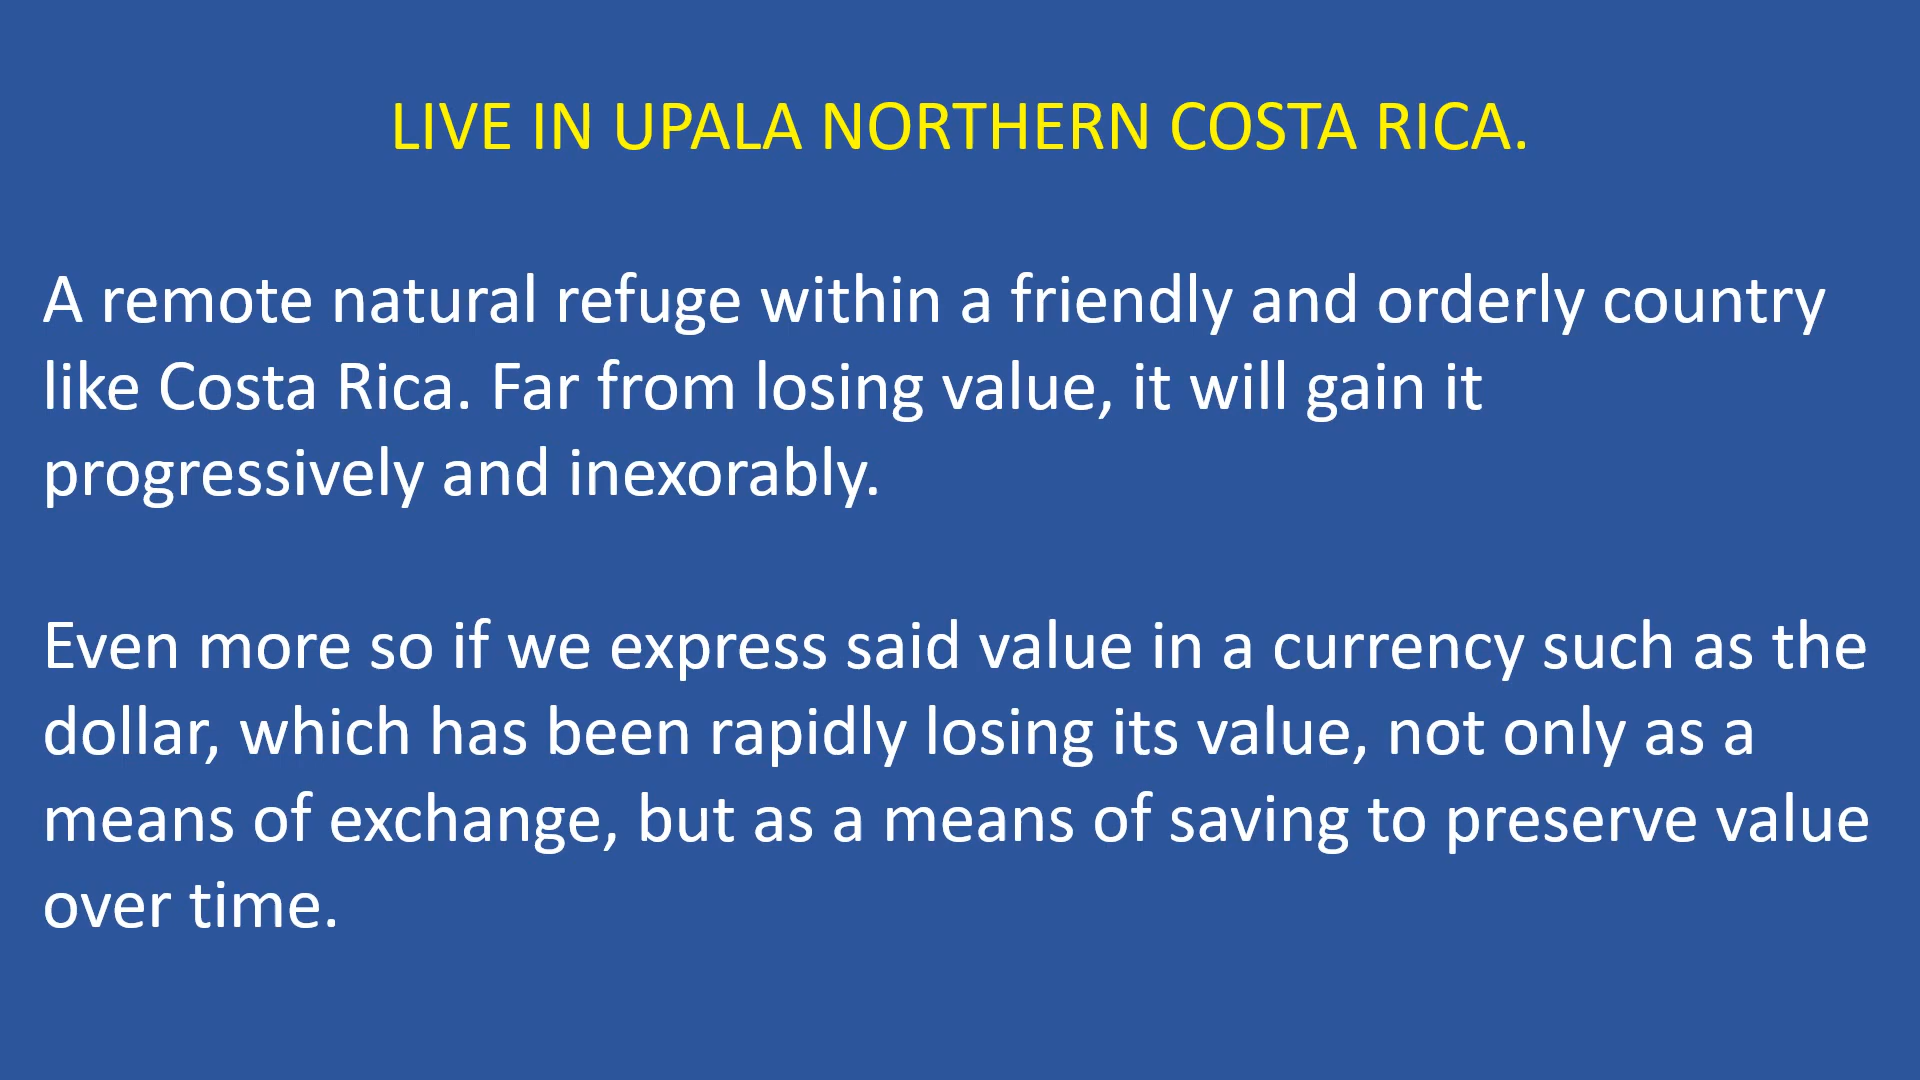 LIVE IN UPALA NORTHERN COSTA RICA.
A remote natural refuge within a friendly and orderly country
like Costa Rica. Far from losing value, it will gain it
progressively and inexorably.
Even more so if we express said value in a currency such as the
dollar, which has been rapidly losing its value, not only as a
means of exchange, but as a means of saving to preserve value
over time.